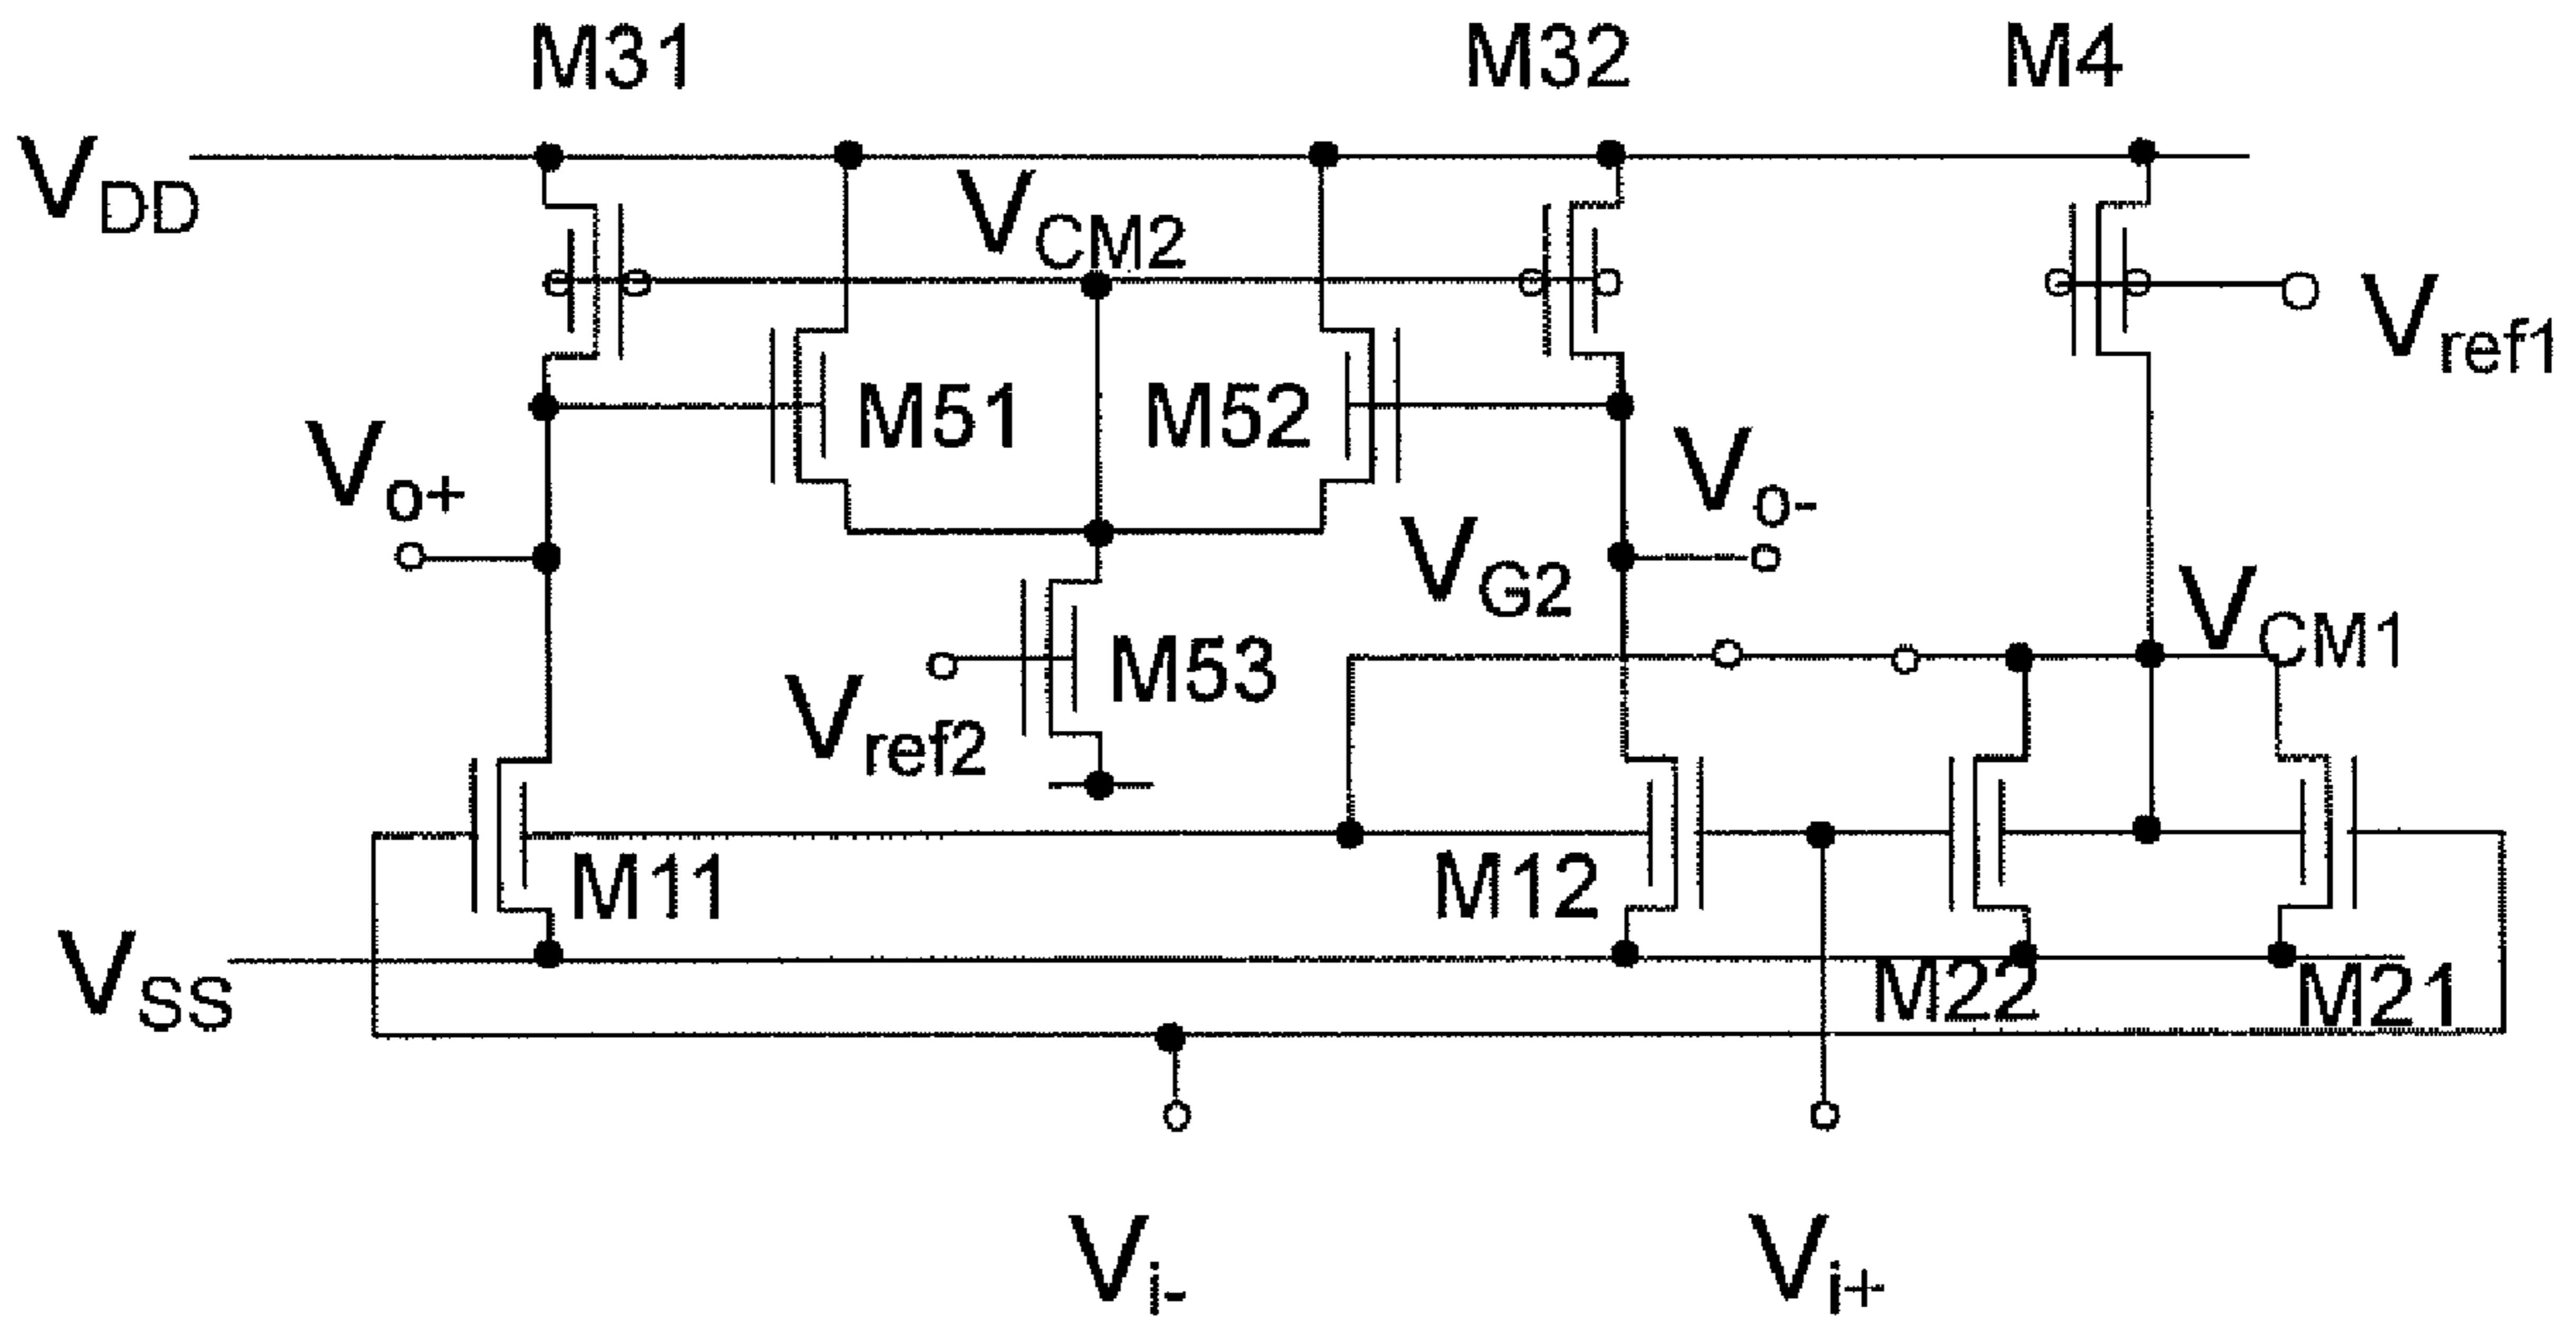 M31 M32 M4
VDD
VCM2
Vref1
M51 M52
Vo+ Vo-
VG2
VCM1
M53
Vref2
M11 M12
VSS M22 M21
Vi- Vi+